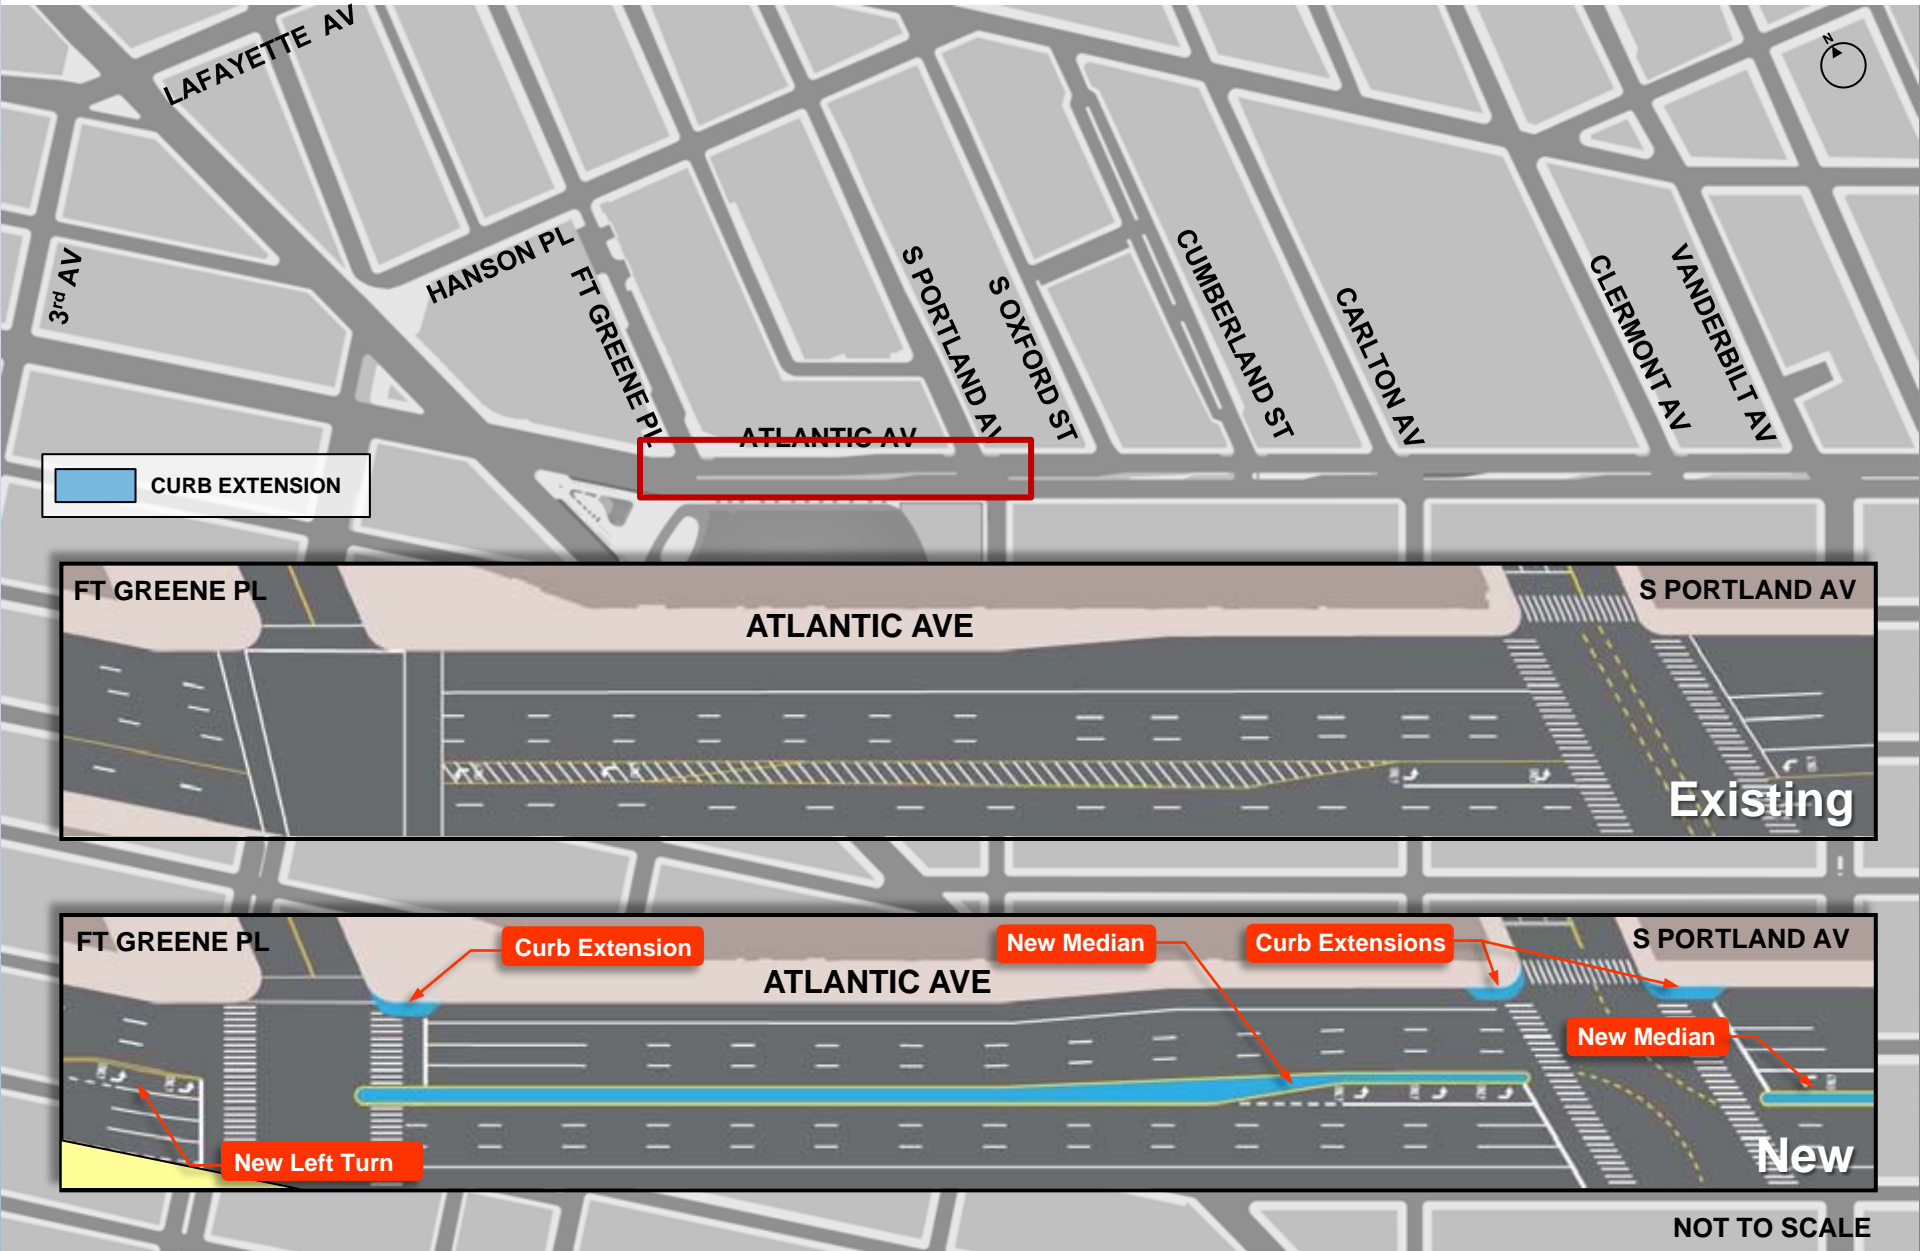 LAFAYETTE AV
N
3rd AV
HANSON PL
FT GREENE PL
S PORTLAND AV
S OXFORD ST
CUMBERLAND ST
CARLTON AV
CLERMONT AV
VANDERBILT AV
ATLANTIC AV
CURB EXTENSION
FT GREENE PL
S PORTLAND AV
ATLANTIC AVE
Existing
FT GREENE PL
Curb Extension
New Median
Curb Extensions
S PORTLAND AV
ATLANTIC AVE
New Median
New Left Turn
New
NOT TO SCALE